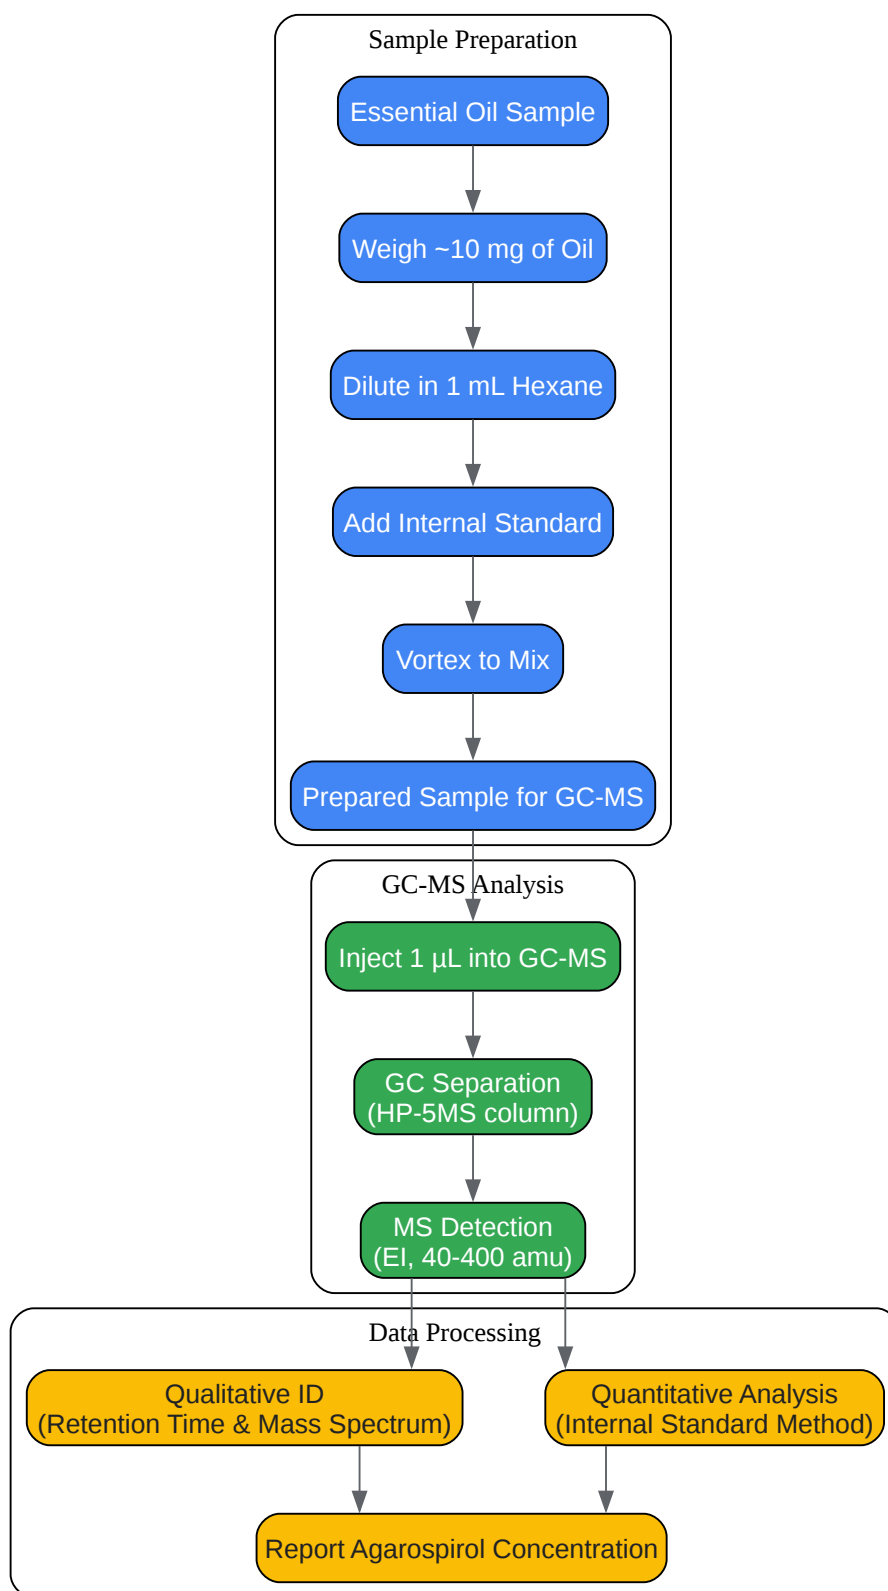 Sample Preparation
Essential Oil Sample
Weigh ~10 mg of Oil
Dilute in 1 mL Hexane
Add Internal Standard
Vortex to Mix
Prepared Sample for GC-MS
GC-MS Analysis
Inject 1 µL into GC-MS
GC Separation
(HP-5MS column)
MS Detection
(EI, 40-400 amu)
Data Processing
Qualitative ID
(Retention Time & Mass Spectrum)
Quantitative Analysis
(Internal Standard Method)
Report Agarospirol Concentration